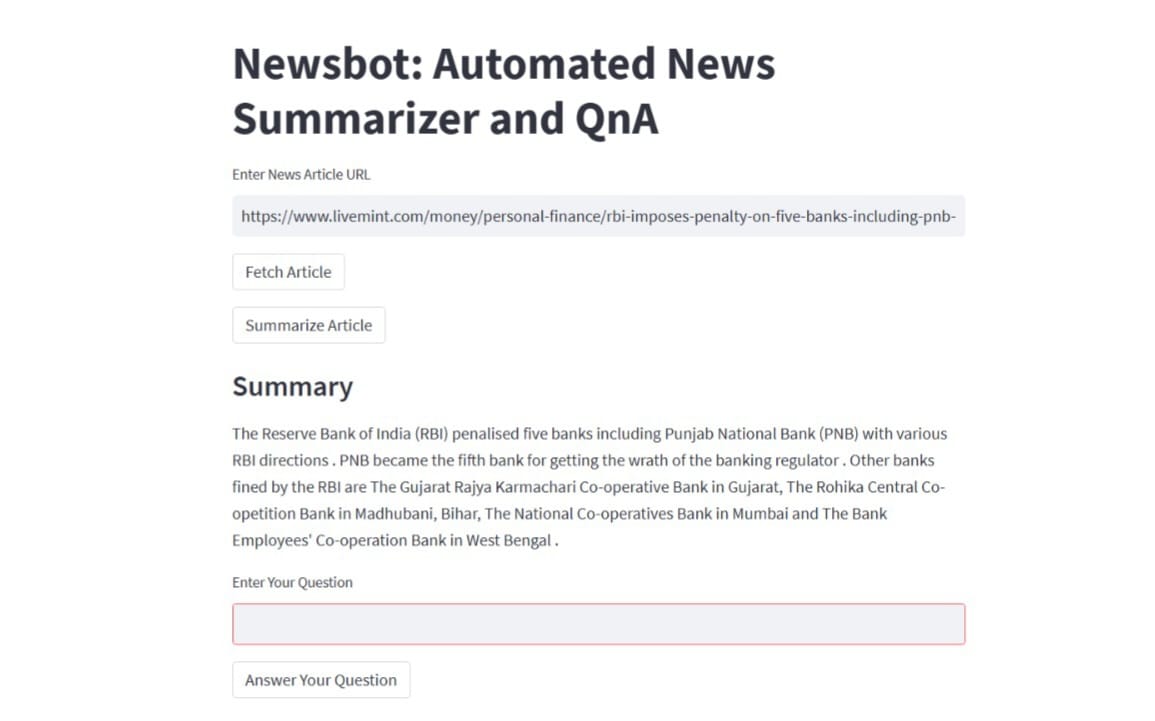 Newsbot: Automated News
Summarizer and QnA
Enter News Article URL
https://www.livemint.com/money/personal-finance/rbi-imposes-penalty-on-five-banks-including-pnb-
Fetch Article
Summarize Article
Summary
The Reserve Bank of India (RBI) penalised five banks including Punjab National Bank (PNB) with various
RBI directions . PNB became the fifth bank for getting the wrath of the banking regulator . Other banks
fined by the RBI are The Gujarat Rajya Karmachari Co-operative Bank in Gujarat, The Rohika Central Co-
opetition Bank in Madhubani, Bihar, The National Co-operatives Bank in Mumbai and The Bank
Employees' Co-operation Bank in West Bengal .
Enter Your Question
Answer Your Question